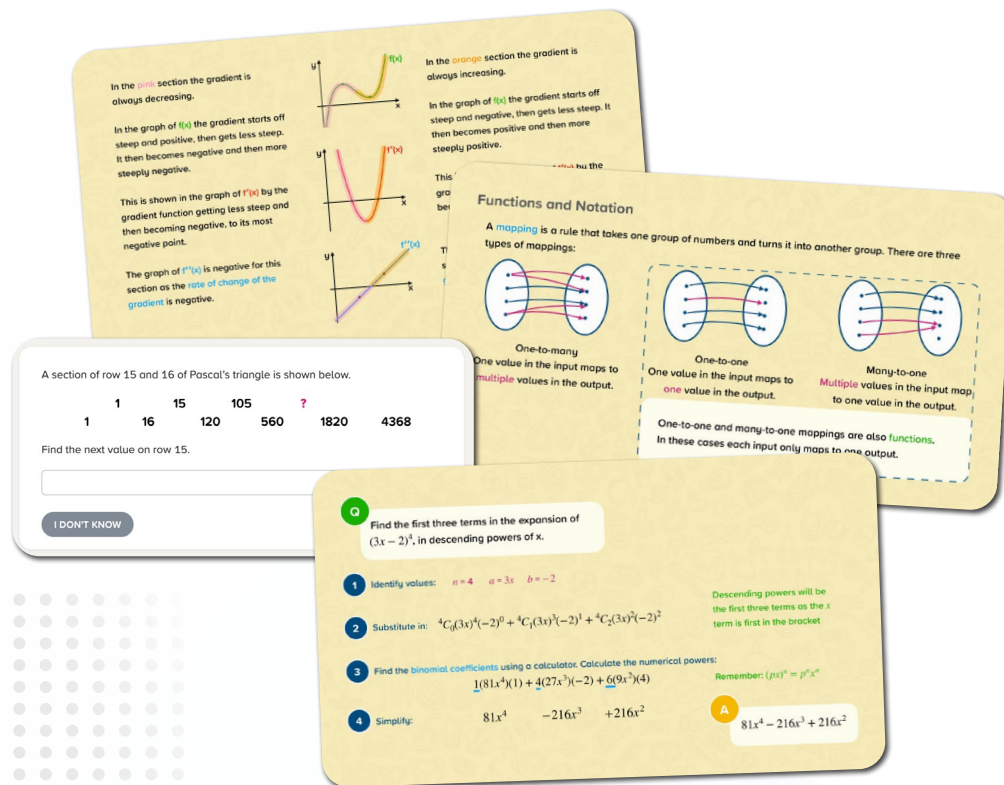 In the pink section the gradient is
always decreasing.
In the graph of f(x) the gradient starts off
steep and positive, then gets less steep.
It then becomes negative and then more
steeply negative.
This is shown in the graph of f'(x) by the
gradient function getting less steep and
then becoming negative, to its most
negative point.
The graph of f''(x) is negative for this
section as the rate of change of the
gradient is negative.
y
f(x)
x
y
f'(x)
x
y
f''(x)
x
In the orange section the gradient is
always increasing.
In the graph of f(x) the gradient starts off
steep and negative, then gets less steep. It
then becomes positive and then more
steeply positive.
This
by the
gra
Functions and Notation
A mapping is a rule that takes one group of numbers and turns it into another group. There are three
types of mappings:
One-to-many
One value in the input maps to
multiple values in the output.
One-to-one
One value in the input maps to
one value in the output.
Many-to-one
Multiple values in the input map
to one value in the output.
One-to-one and many-to-one mappings are also functions.
In these cases each input only maps to one output.
A section of row 15 and 16 of Pascal's triangle is shown below.
1 15 105 ?
1 16 120 560 1820 4368
Find the next value on row 15.
I DON'T KNOW
Q
Find the first three terms in the expansion of
(3x − 2)⁴, in descending powers of x.
1 Identify values: n = 4 a = 3x b = −2
2 Substitute in: ⁴C₀(3x)⁴(−2)⁰ + ⁴C₁(3x)³(−2)¹ + ⁴C₂(3x)²(−2)²
Descending powers will be
the first three terms as the x
term is first in the bracket
3 Find the binomial coefficients using a calculator. Calculate the numerical powers:
1(81x⁴)(1) + 4(27x³)(−2) + 6(9x²)(4)
Remember: (px)ⁿ = pⁿxⁿ
4 Simplify: 81x⁴ −216x³ +216x²
A
81x⁴ − 216x³ + 216x²